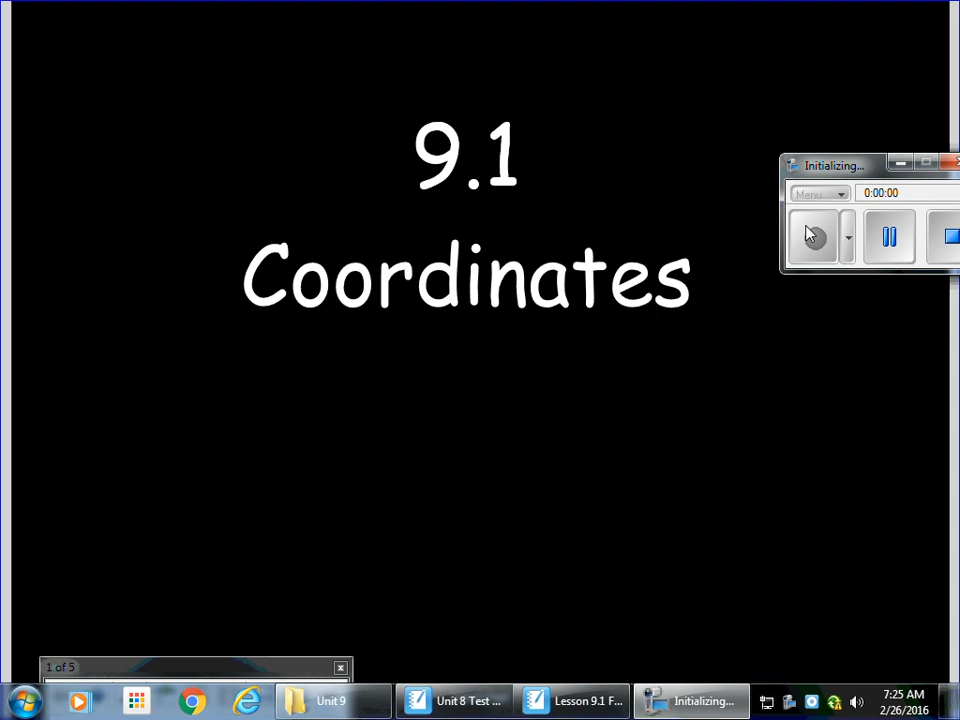 9.1
Coordinates
Initializing...
Menu
0:00:00
1 of 5
Unit 9
Unit 8 Test ...
Lesson 9.1 F...
Initializing...
7:25 AM
2/26/2016